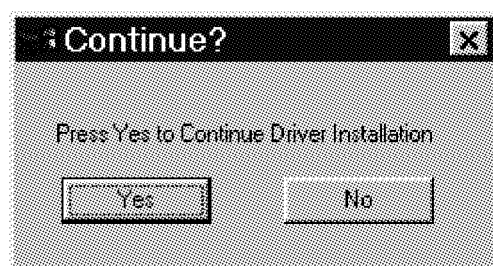 Continue?
Press Yes to Continue Driver Installation
Yes No